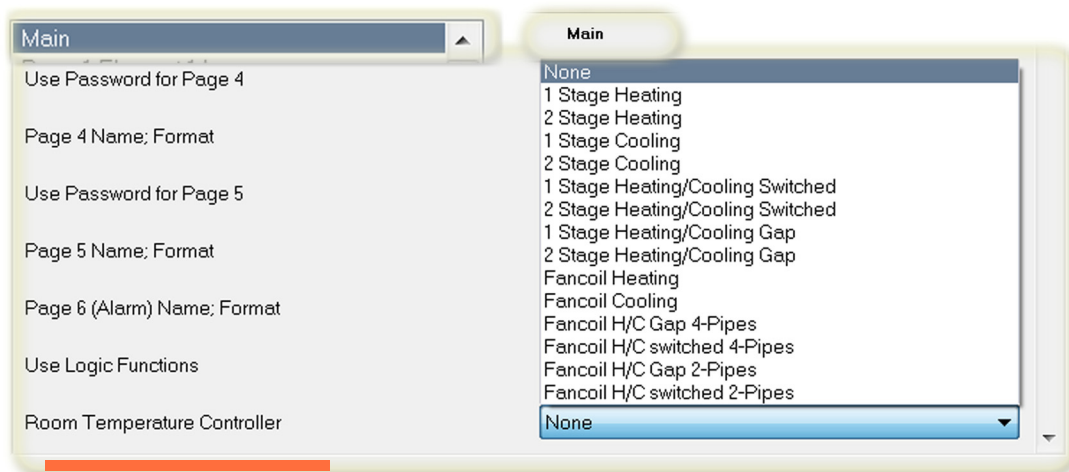 Main
Main
Use Password for Page 4
Page 4 Name; Format
Use Password for Page 5
Page 5 Name; Format
Page 6 (Alarm) Name; Format
Use Logic Functions
Room Temperature Controller
None
1 Stage Heating
2 Stage Heating
1 Stage Cooling
2 Stage Cooling
1 Stage Heating/Cooling Switched
2 Stage Heating/Cooling Switched
1 Stage Heating/Cooling Gap
2 Stage Heating/Cooling Gap
Fancoil Heating
Fancoil Cooling
Fancoil H/C Gap 4-Pipes
Fancoil H/C switched 4-Pipes
Fancoil H/C Gap 2-Pipes
Fancoil H/C switched 2-Pipes
None